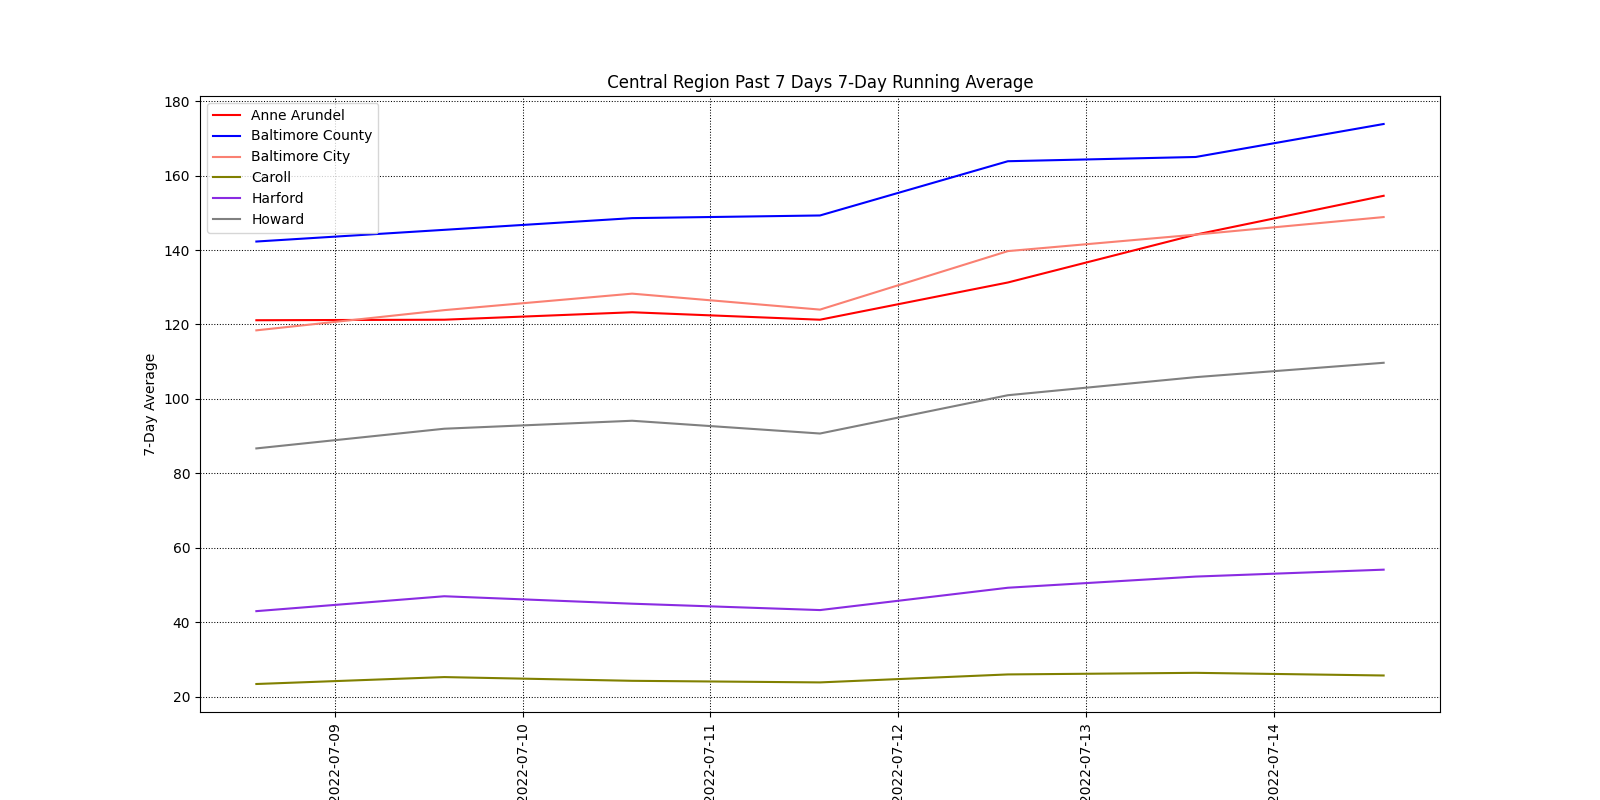 Central Region Past 7 Days 7-Day Running Average
180
160
140
120
100
80
60
40
20
7-Day Average
Anne Arundel
Baltimore County
Baltimore City
Caroll
Harford
Howard
2022-07-09
2022-07-10
2022-07-11
2022-07-12
2022-07-13
2022-07-14